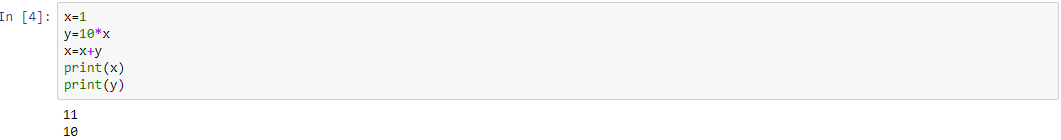 In [4]: x=1
y=10*x
x=x+y
print(x)
print(y)
11
10